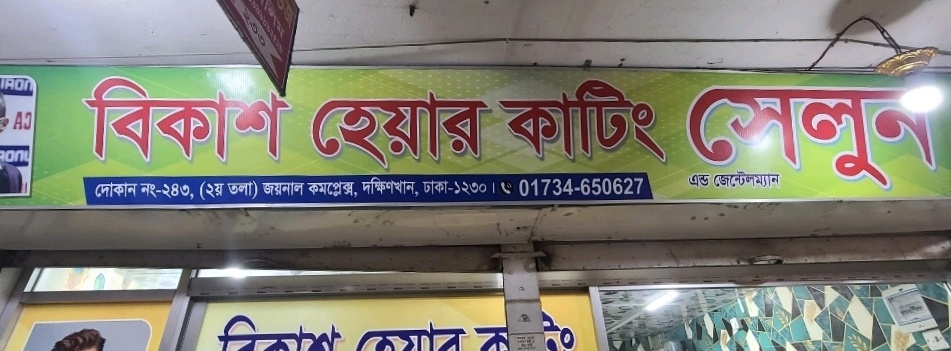 বিকাশ হেয়ার কাটিং সেলুন
এন্ড জেন্টেলম্যান
দোকান নং-২৪৩, (২য় তলা) জয়নাল কমপ্লেক্স, দক্ষিণখান, ঢাকা-১২৩০। 01734-650627
বিকাশ হেয়ার কাটিং